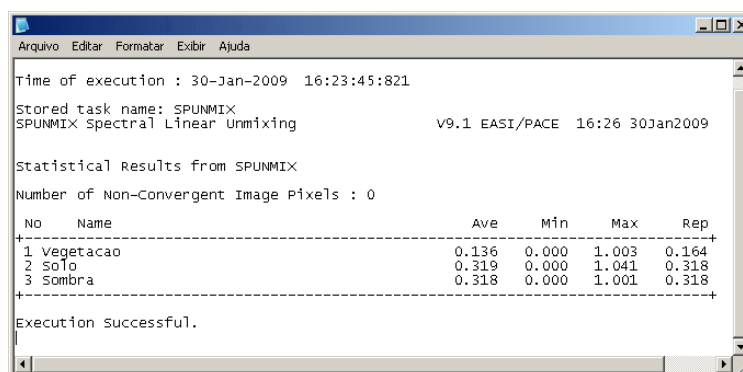 Arquivo Editar Formatar Exibir Ajuda
Time of execution : 30-Jan-2009 16:23:45:821
Stored task name: SPUNMIX
SPUNMIX Spectral Linear Unmixing V9.1 EASI/PACE 16:26 30Jan2009
Statistical Results from SPUNMIX
Number of Non-Convergent Image Pixels : 0
No Name Ave Min Max Rep
1 Vegetacao 0.136 0.000 1.003 0.164
2 Solo 0.319 0.000 1.041 0.318
3 Sombra 0.318 0.000 1.001 0.318
Execution Successful.